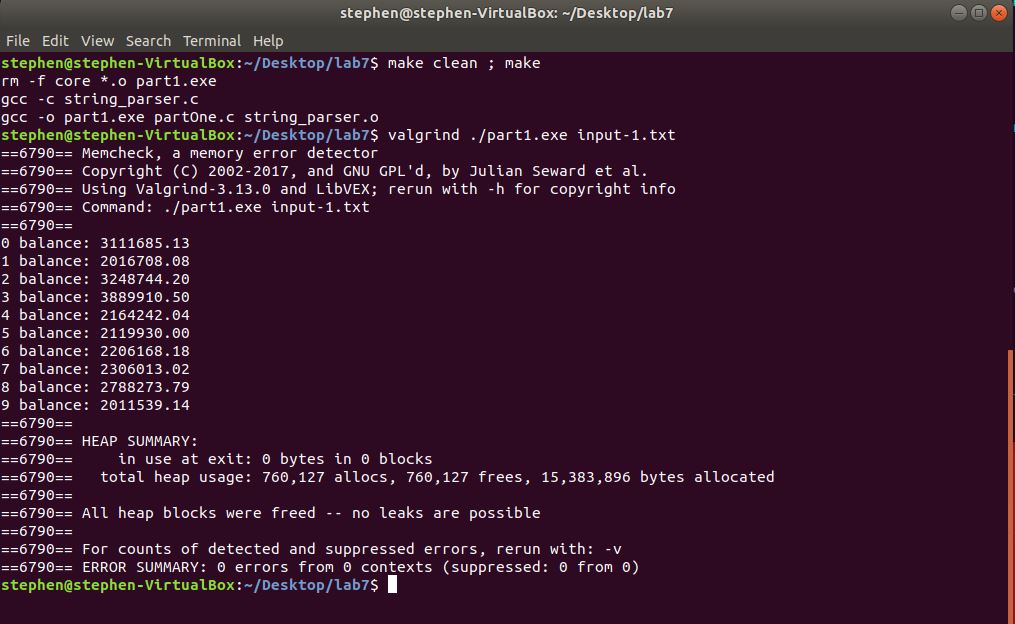 stephen@stephen-VirtualBox: ~/Desktop/lab7
File Edit View Search Terminal Help
stephen@stephen-VirtualBox:~/Desktop/lab7$ make clean ; make
rm -f core *.o part1.exe
gcc -c string_parser.c
gcc -o part1.exe partOne.c string_parser.o
stephen@stephen-VirtualBox:~/Desktop/lab7$ valgrind ./part1.exe input-1.txt
==6790== Memcheck, a memory error detector
==6790== Copyright (C) 2002-2017, and GNU GPL'd, by Julian Seward et al.
==6790== Using Valgrind-3.13.0 and LibVEX; rerun with -h for copyright info
==6790== Command: ./part1.exe input-1.txt
==6790==
0 balance: 3111685.13
1 balance: 2016708.08
2 balance: 3248744.20
3 balance: 3889910.50
4 balance: 2164242.04
5 balance: 2119930.00
6 balance: 2206168.18
7 balance: 2306013.02
8 balance: 2788273.79
9 balance: 2011539.14
==6790==
==6790== HEAP SUMMARY:
==6790==     in use at exit: 0 bytes in 0 blocks
==6790==   total heap usage: 760,127 allocs, 760,127 frees, 15,383,896 bytes allocated
==6790==
==6790== All heap blocks were freed -- no leaks are possible
==6790==
==6790== For counts of detected and suppressed errors, rerun with: -v
==6790== ERROR SUMMARY: 0 errors from 0 contexts (suppressed: 0 from 0)
stephen@stephen-VirtualBox:~/Desktop/lab7$